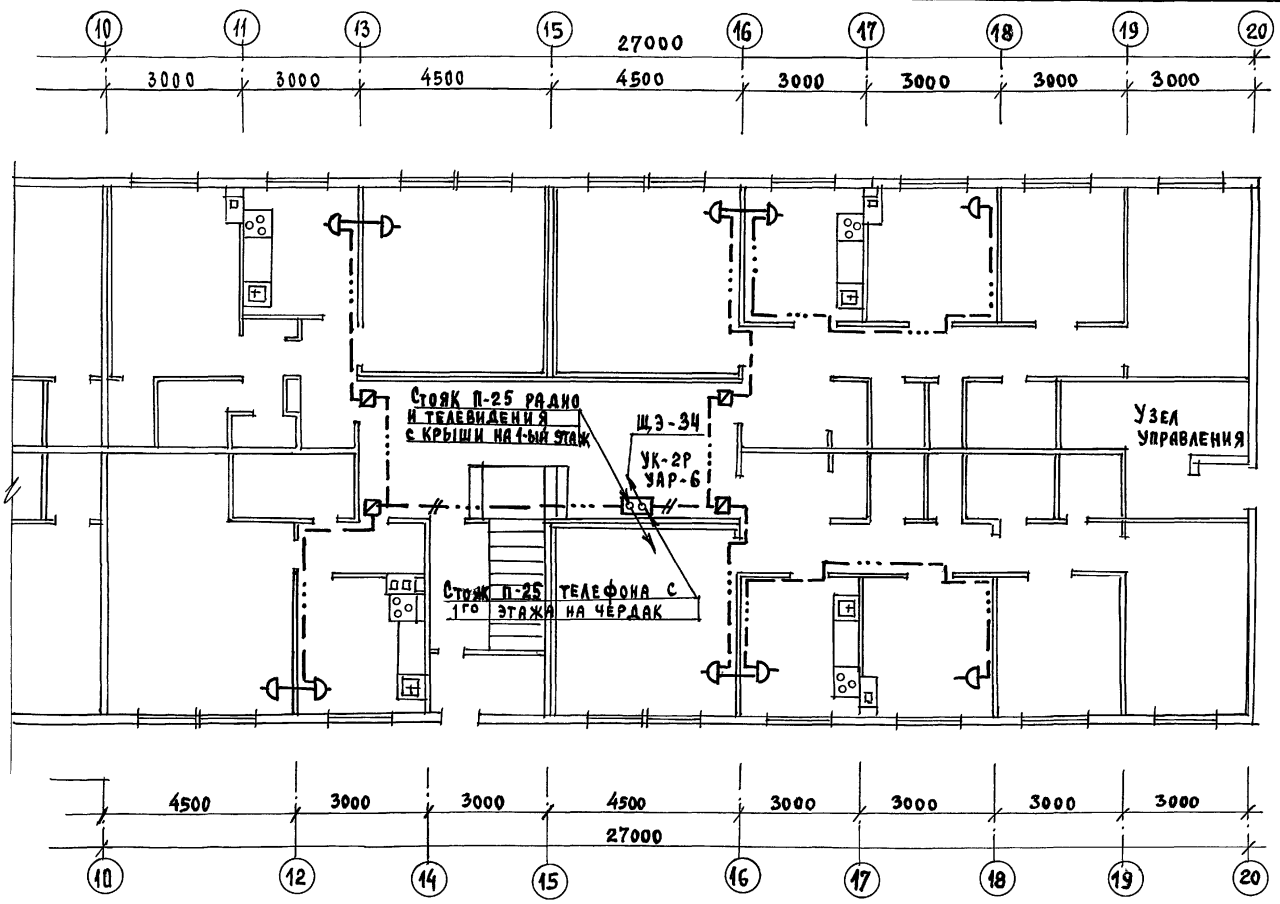 10 11 13 15 16 17 18 19 20
27000
3000 3000 4500 4500 3000 3000 3000 3000
Стояк П-25 радио
и телевидения
с крыши на 1-ый этаж
ЩЭ-34
УК-2Р
УАР-6
Узел
управления
Стояк П-25 телефона с
1го этажа на чердак
4500 3000 3000 4500 3000 3000 3000 3000
27000
10 12 14 15 16 17 18 19 20